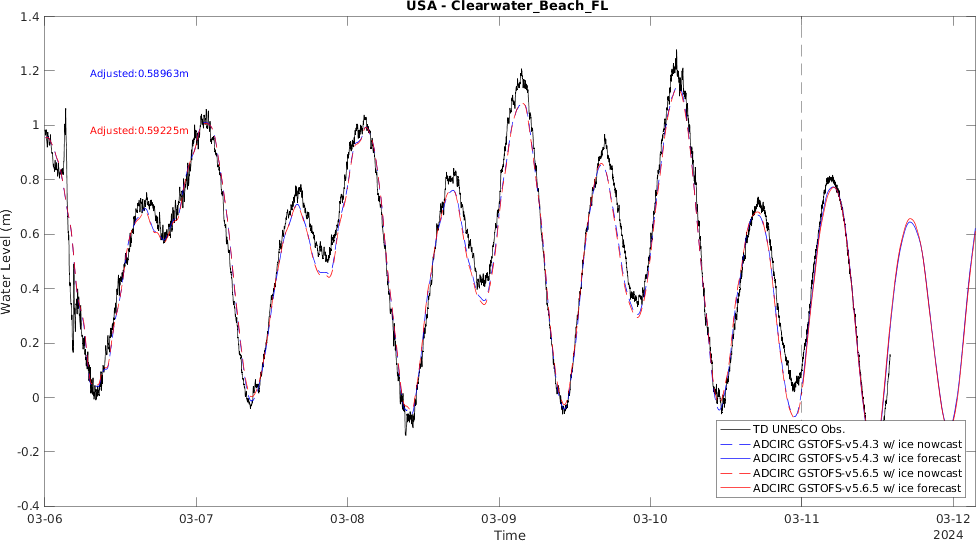 USA - Clearwater_Beach_FL
1.4
1.2
1
0.8
0.6
0.4
0.2
0
-0.2
-0.4
Water Level (m)
Adjusted:0.58963m
Adjusted:0.59225m
TD UNESCO Obs.
ADCIRC GSTOFS-v5.4.3 w/ ice nowcast
ADCIRC GSTOFS-v5.4.3 w/ ice forecast
ADCIRC GSTOFS-v5.6.5 w/ ice nowcast
ADCIRC GSTOFS-v5.6.5 w/ ice forecast
03-06 03-07 03-08 03-09 03-10 03-11 03-12
Time
2024